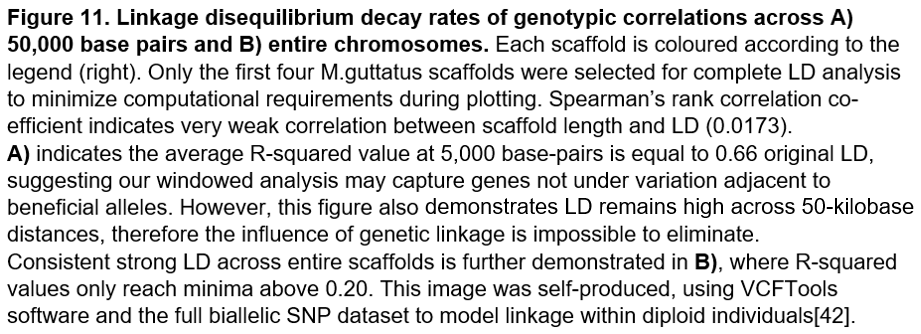 Figure 11. Linkage disequilibrium decay rates of genotypic correlations across A)
50,000 base pairs and B) entire chromosomes. Each scaffold is coloured according to the
legend (right). Only the first four M.guttatus scaffolds were selected for complete LD analysis
to minimize computational requirements during plotting. Spearman's rank correlation co-
efficient indicates very weak correlation between scaffold length and LD (0.0173).
A) indicates the average R-squared value at 5,000 base-pairs is equal to 0.66 original LD,
suggesting our windowed analysis may capture genes not under variation adjacent to
beneficial alleles. However, this figure also demonstrates LD remains high across 50-kilobase
distances, therefore the influence of genetic linkage is impossible to eliminate.
Consistent strong LD across entire scaffolds is further demonstrated in B), where R-squared
values only reach minima above 0.20. This image was self-produced, using VCFTools
software and the full biallelic SNP dataset to model linkage within diploid individuals[42].